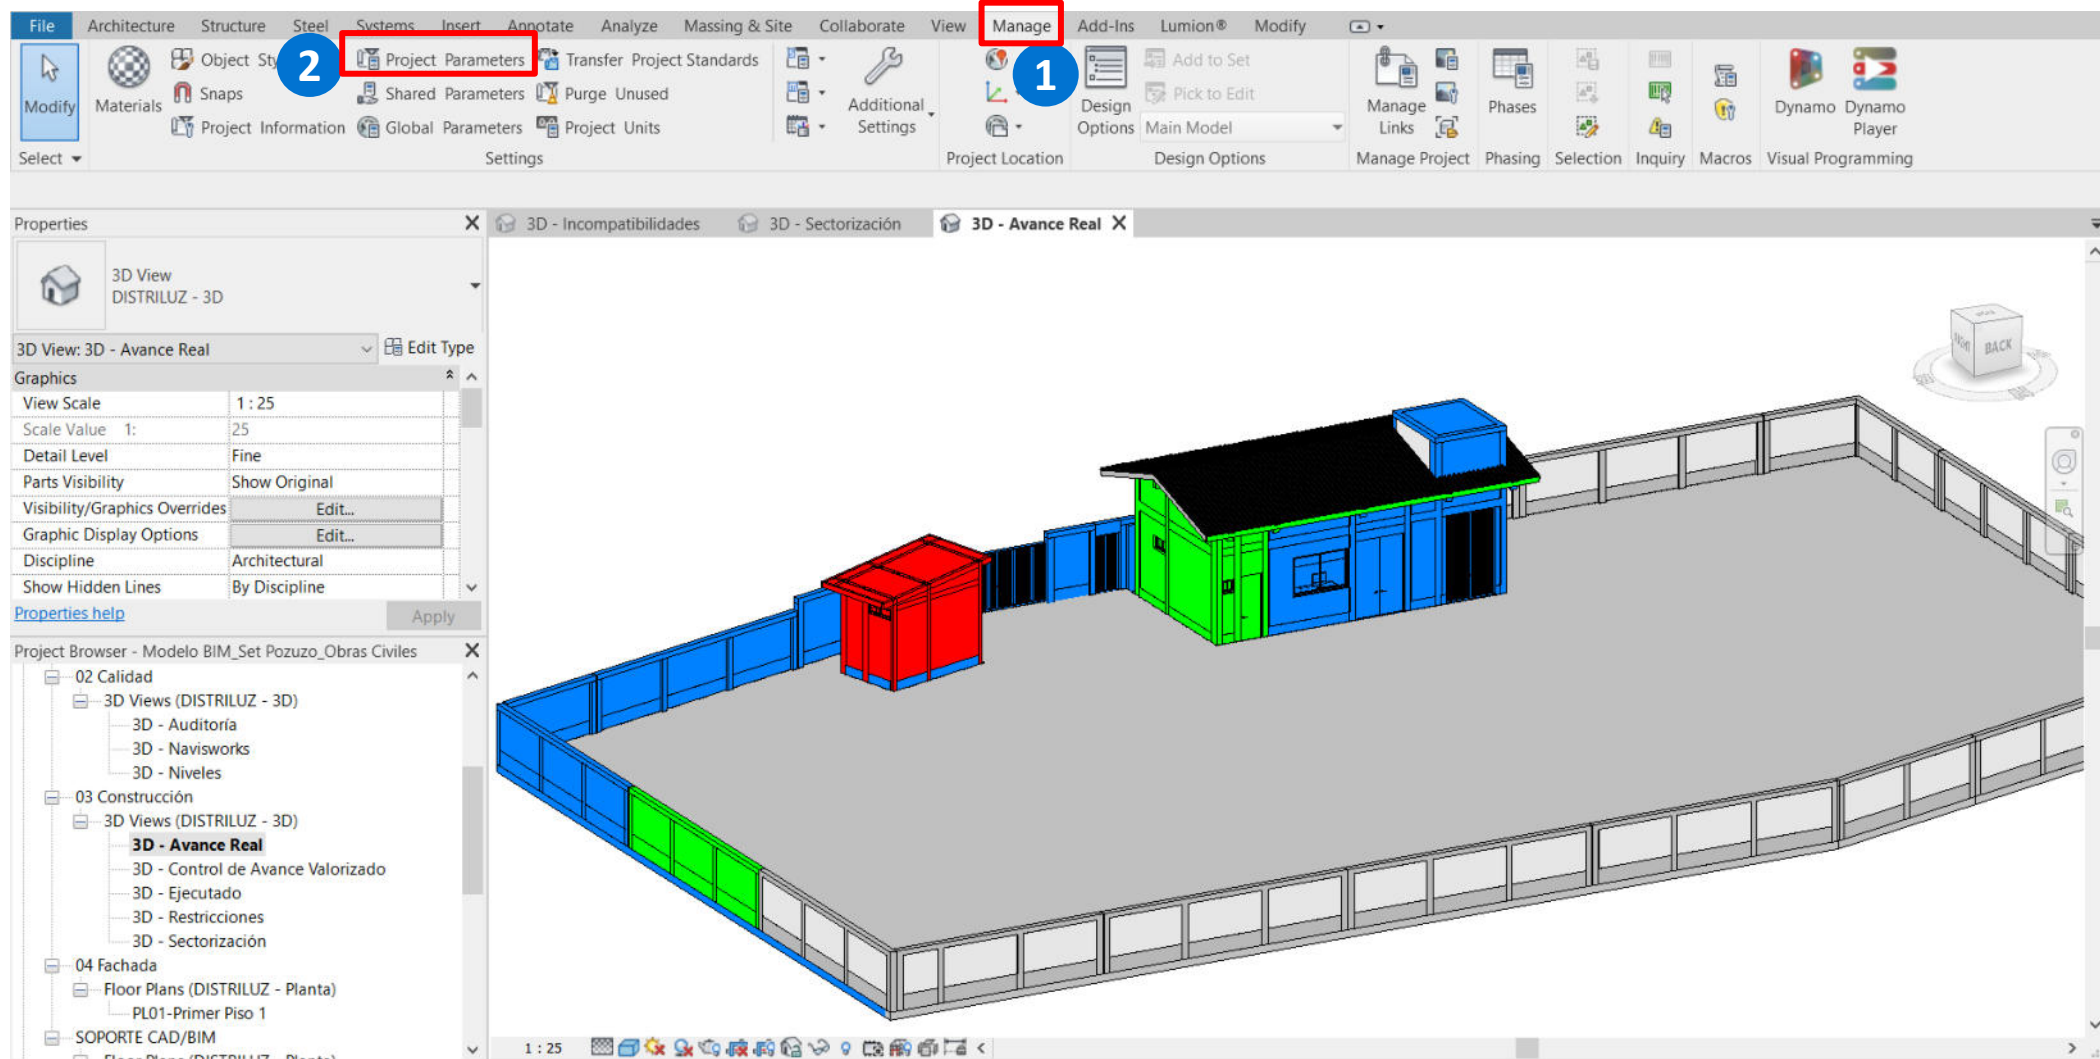 File Architecture Structure Steel Systems Insert Annotate Analyze Massing & Site Collaborate View Manage Add-Ins Lumion® Modify
2
1
Modify
Materials
Object Sty
Snaps
Project Information
Project Parameters
Shared Parameters
Global Parameters
Transfer Project Standards
Purge Unused
Project Units
Additional
Settings
Design
Options
Add to Set
Pick to Edit
Main Model
Manage
Links
Phases
Dynamo
Dynamo
Player
Select Settings Project Location Design Options Manage Project Phasing Selection Inquiry Macros Visual Programming
Properties X
3D - Incompatibilidades 3D - Sectorización 3D - Avance Real X
3D View
DISTRILUZ - 3D
3D View: 3D - Avance Real Edit Type
Graphics
View Scale 1 : 25
Scale Value 1: 25
Detail Level Fine
Parts Visibility Show Original
Visibility/Graphics Overrides Edit...
Graphic Display Options Edit...
Discipline Architectural
Show Hidden Lines By Discipline
Properties help Apply
Project Browser - Modelo BIM_Set Pozuzo_Obras Civiles X
02 Calidad
3D Views (DISTRILUZ - 3D)
3D - Auditoría
3D - Navisworks
3D - Niveles
03 Construcción
3D Views (DISTRILUZ - 3D)
3D - Avance Real
3D - Control de Avance Valorizado
3D - Ejecutado
3D - Restricciones
3D - Sectorización
04 Fachada
Floor Plans (DISTRILUZ - Planta)
PL01-Primer Piso 1
SOPORTE CAD/BIM
Floor Plans (DISTRILUZ - Planta)
BACK
1 : 25